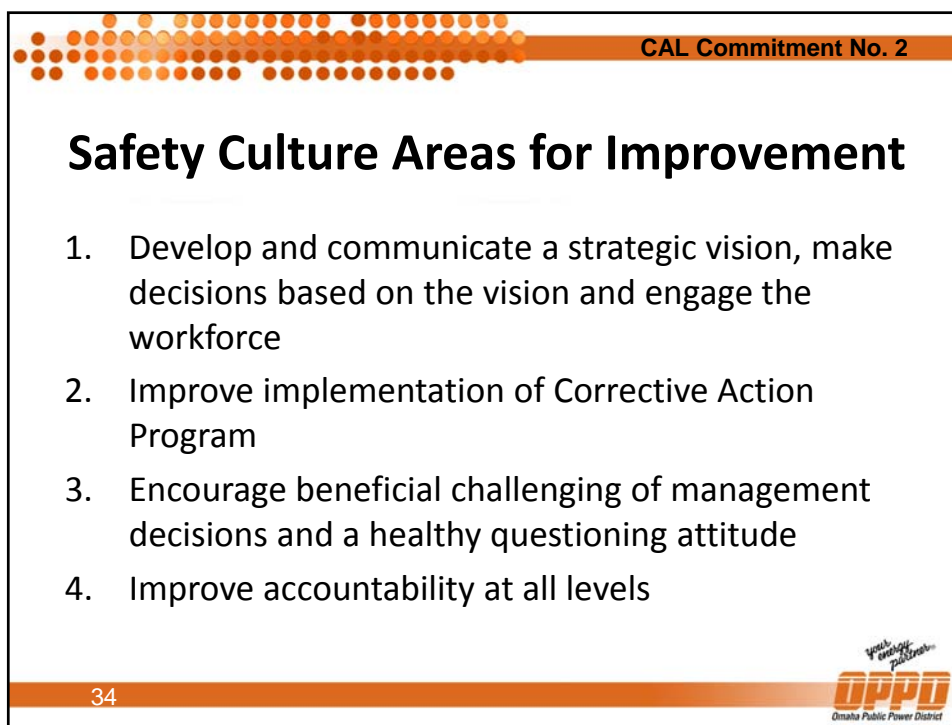 CAL Commitment No. 2
Safety Culture Areas for Improvement
1. Develop and communicate a strategic vision, make
decisions based on the vision and engage the
workforce
2. Improve implementation of Corrective Action
Program
3. Encourage beneficial challenging of management
decisions and a healthy questioning attitude
4. Improve accountability at all levels
34
your
energy
partner
OPPD
Omaha Public Power District